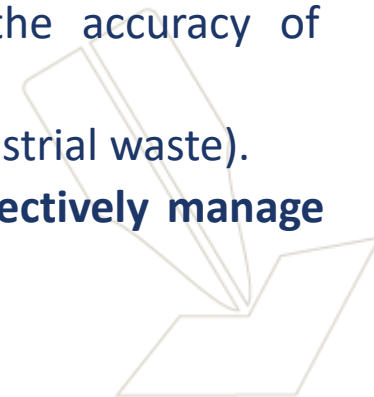 the accuracy of
strial waste).
ectively manage